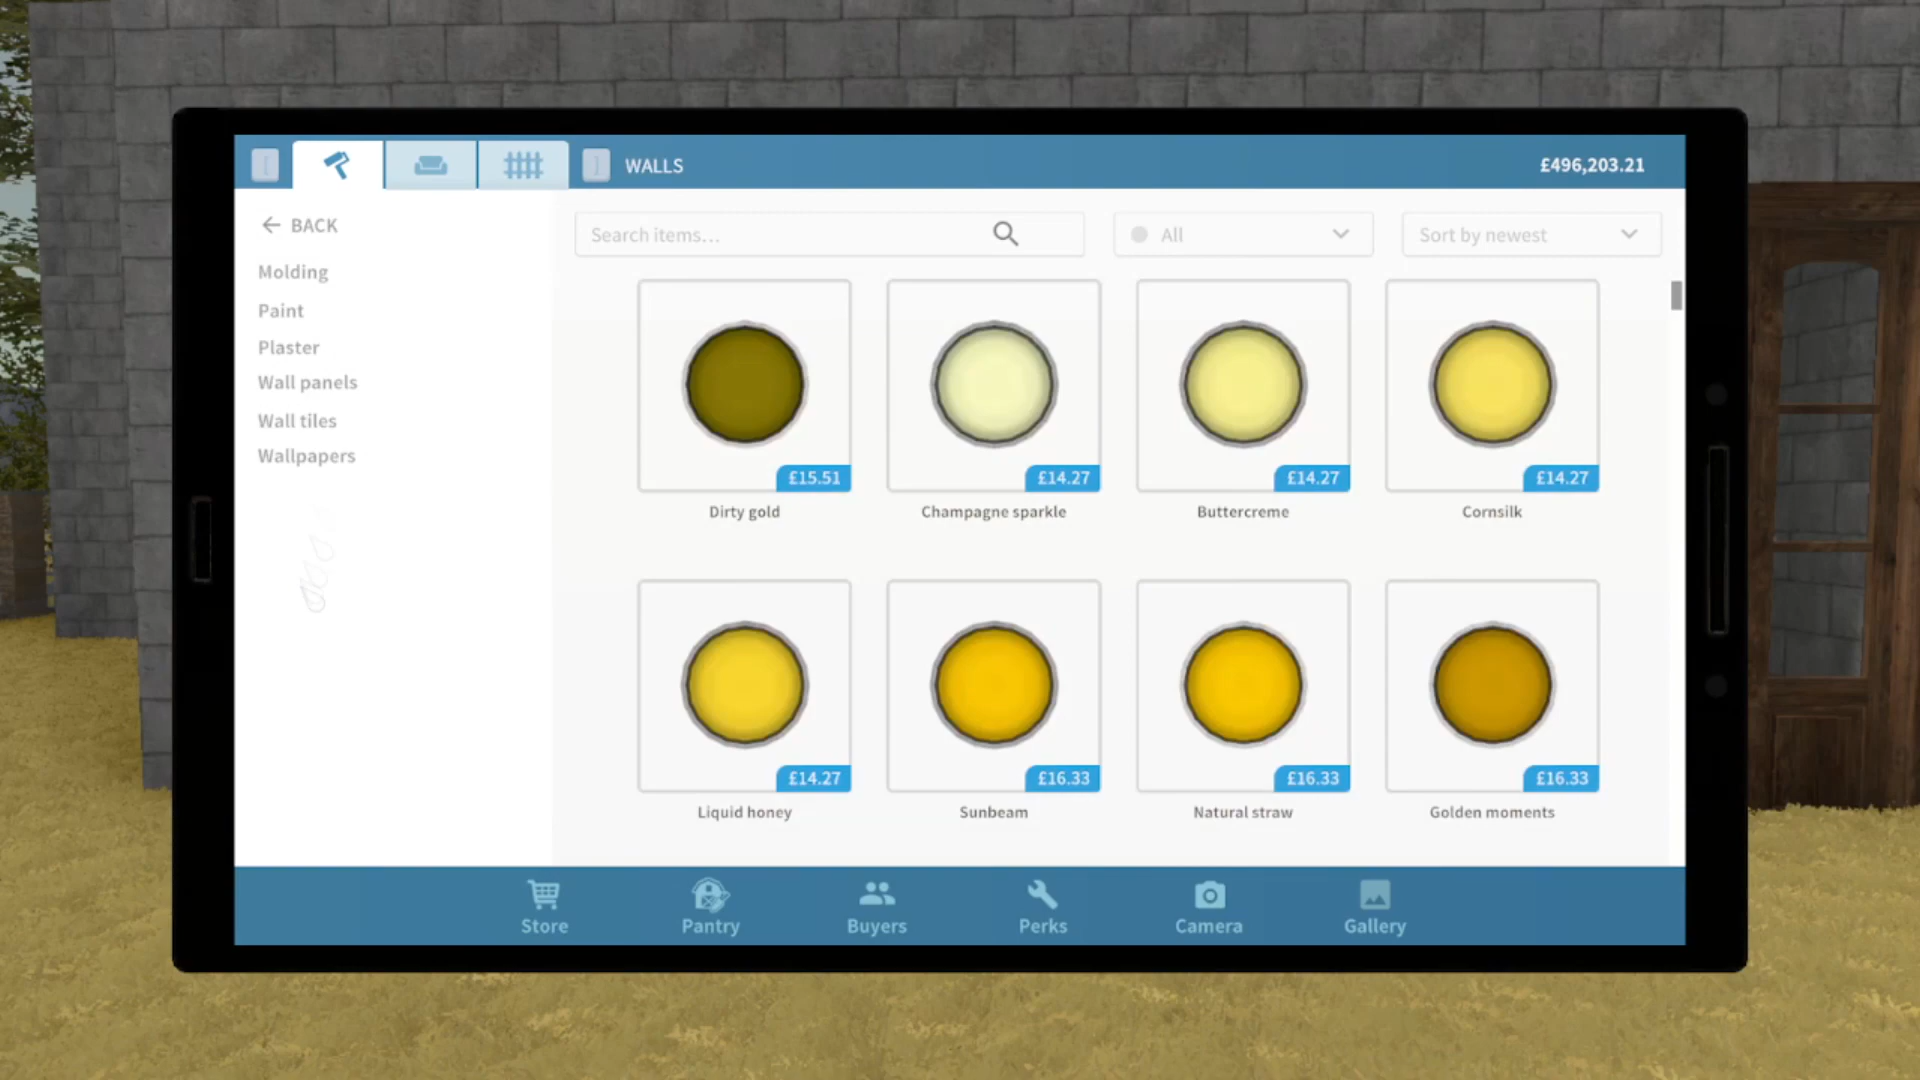 WALLS
£496,203.21
BACK
Molding
Paint
Plaster
Wall panels
Wall tiles
Wallpapers
Search items...
All
Sort by newest
£15.51
£14.27
£14.27
£14.27
Dirty gold
Champagne sparkle
Buttercreme
Cornsilk
£14.27
£16.33
£16.33
£16.33
Liquid honey
Sunbeam
Natural straw
Golden moments
Store
Pantry
Buyers
Perks
Camera
Gallery